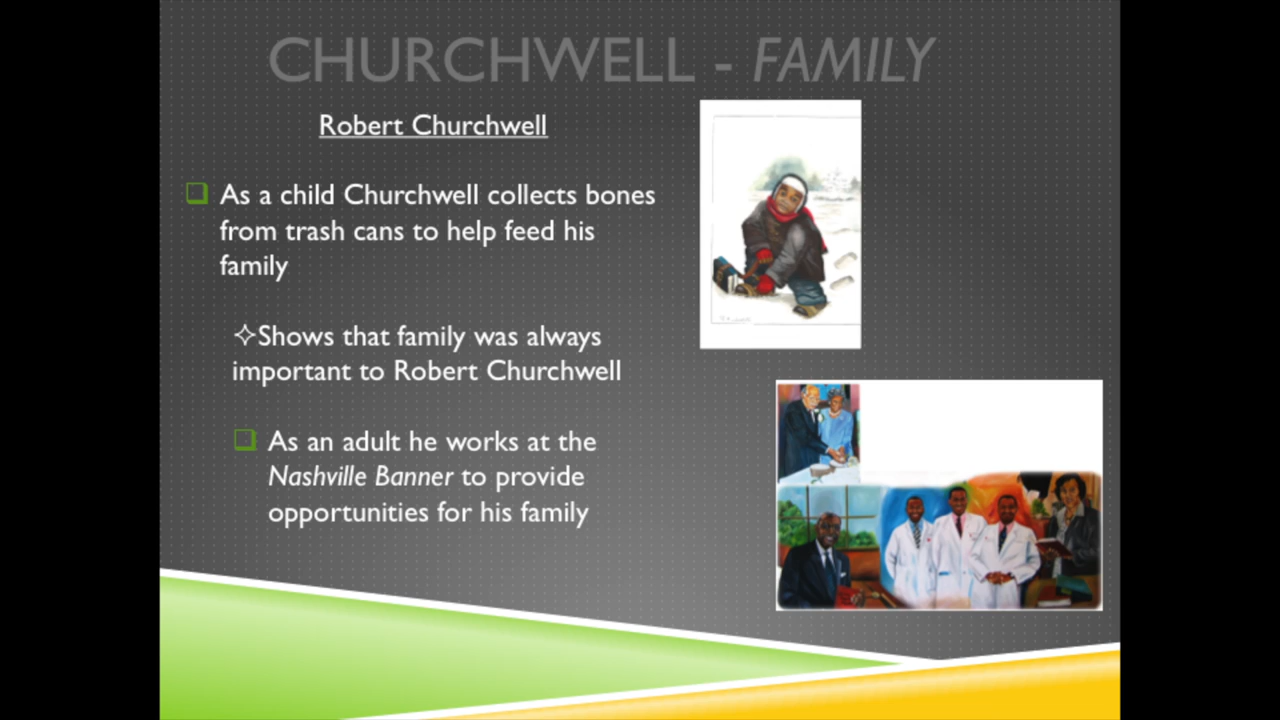 CHURCHWELL - FAMILY
Robert Churchwell
As a child Churchwell collects bones
from trash cans to help feed his
family
✧Shows that family was always
important to Robert Churchwell
As an adult he works at the
Nashville Banner to provide
opportunities for his family